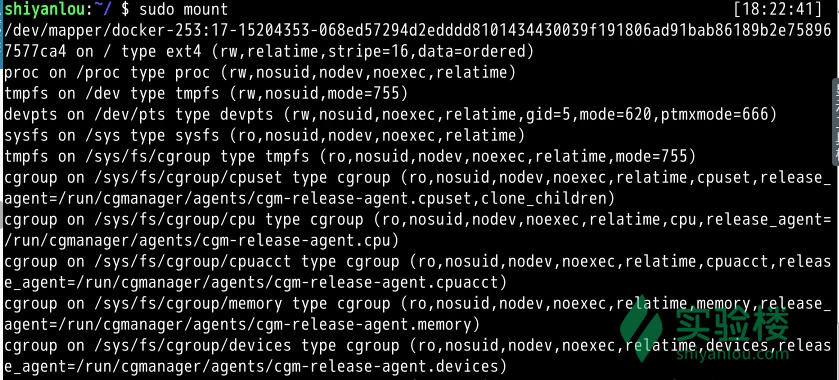 shiyanlou:~/ $ sudo mount [18:22:41]
/dev/mapper/docker-253:17-15204353-068ed57294d2edddd8101434430039f191806ad91bab86189b2e75896
7577ca4 on / type ext4 (rw,relatime,stripe=16,data=ordered)
proc on /proc type proc (rw,nosuid,nodev,noexec,relatime)
tmpfs on /dev type tmpfs (rw,nosuid,mode=755)
devpts on /dev/pts type devpts (rw,nosuid,noexec,relatime,gid=5,mode=620,ptmxmode=666)
sysfs on /sys type sysfs (ro,nosuid,nodev,noexec,relatime)
tmpfs on /sys/fs/cgroup type tmpfs (ro,nosuid,nodev,noexec,relatime,mode=755)
cgroup on /sys/fs/cgroup/cpuset type cgroup (ro,nosuid,nodev,noexec,relatime,cpuset,release_
agent=/run/cgmanager/agents/cgm-release-agent.cpuset,clone_children)
cgroup on /sys/fs/cgroup/cpu type cgroup (ro,nosuid,nodev,noexec,relatime,cpu,release_agent=
/run/cgmanager/agents/cgm-release-agent.cpu)
cgroup on /sys/fs/cgroup/cpuacct type cgroup (ro,nosuid,nodev,noexec,relatime,cpuacct,releas
e_agent=/run/cgmanager/agents/cgm-release-agent.cpuacct)
cgroup on /sys/fs/cgroup/memory type cgroup (ro,nosuid,nodev,noexec,relatime,memory,release_
agent=/run/cgmanager/agents/cgm-release-agent.memory)
cgroup on /sys/fs/cgroup/devices type cgroup (ro,nosuid,nodev,noexec,relatime,devices,releas
e_agent=/run/cgmanager/agents/cgm-release-agent.devices)
实验楼
shiyanlou.com